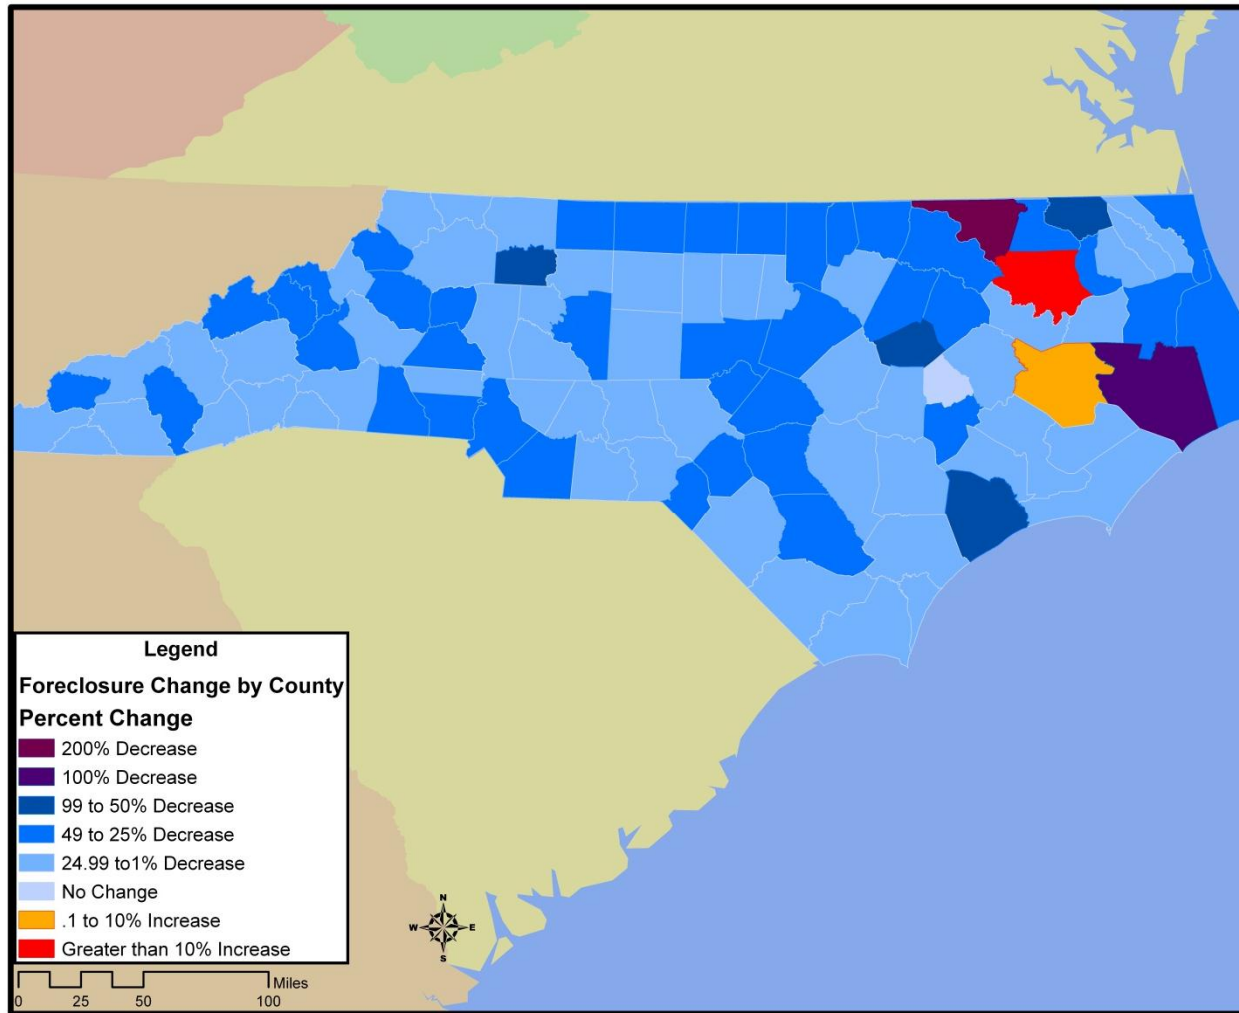 Legend
Foreclosure Change by County
Percent Change
200% Decrease
100% Decrease
99 to 50% Decrease
49 to 25% Decrease
24.99 to1% Decrease
No Change
.1 to 10% Increase
Greater than 10% Increase
N
W E
S
Miles
0 25 50 100